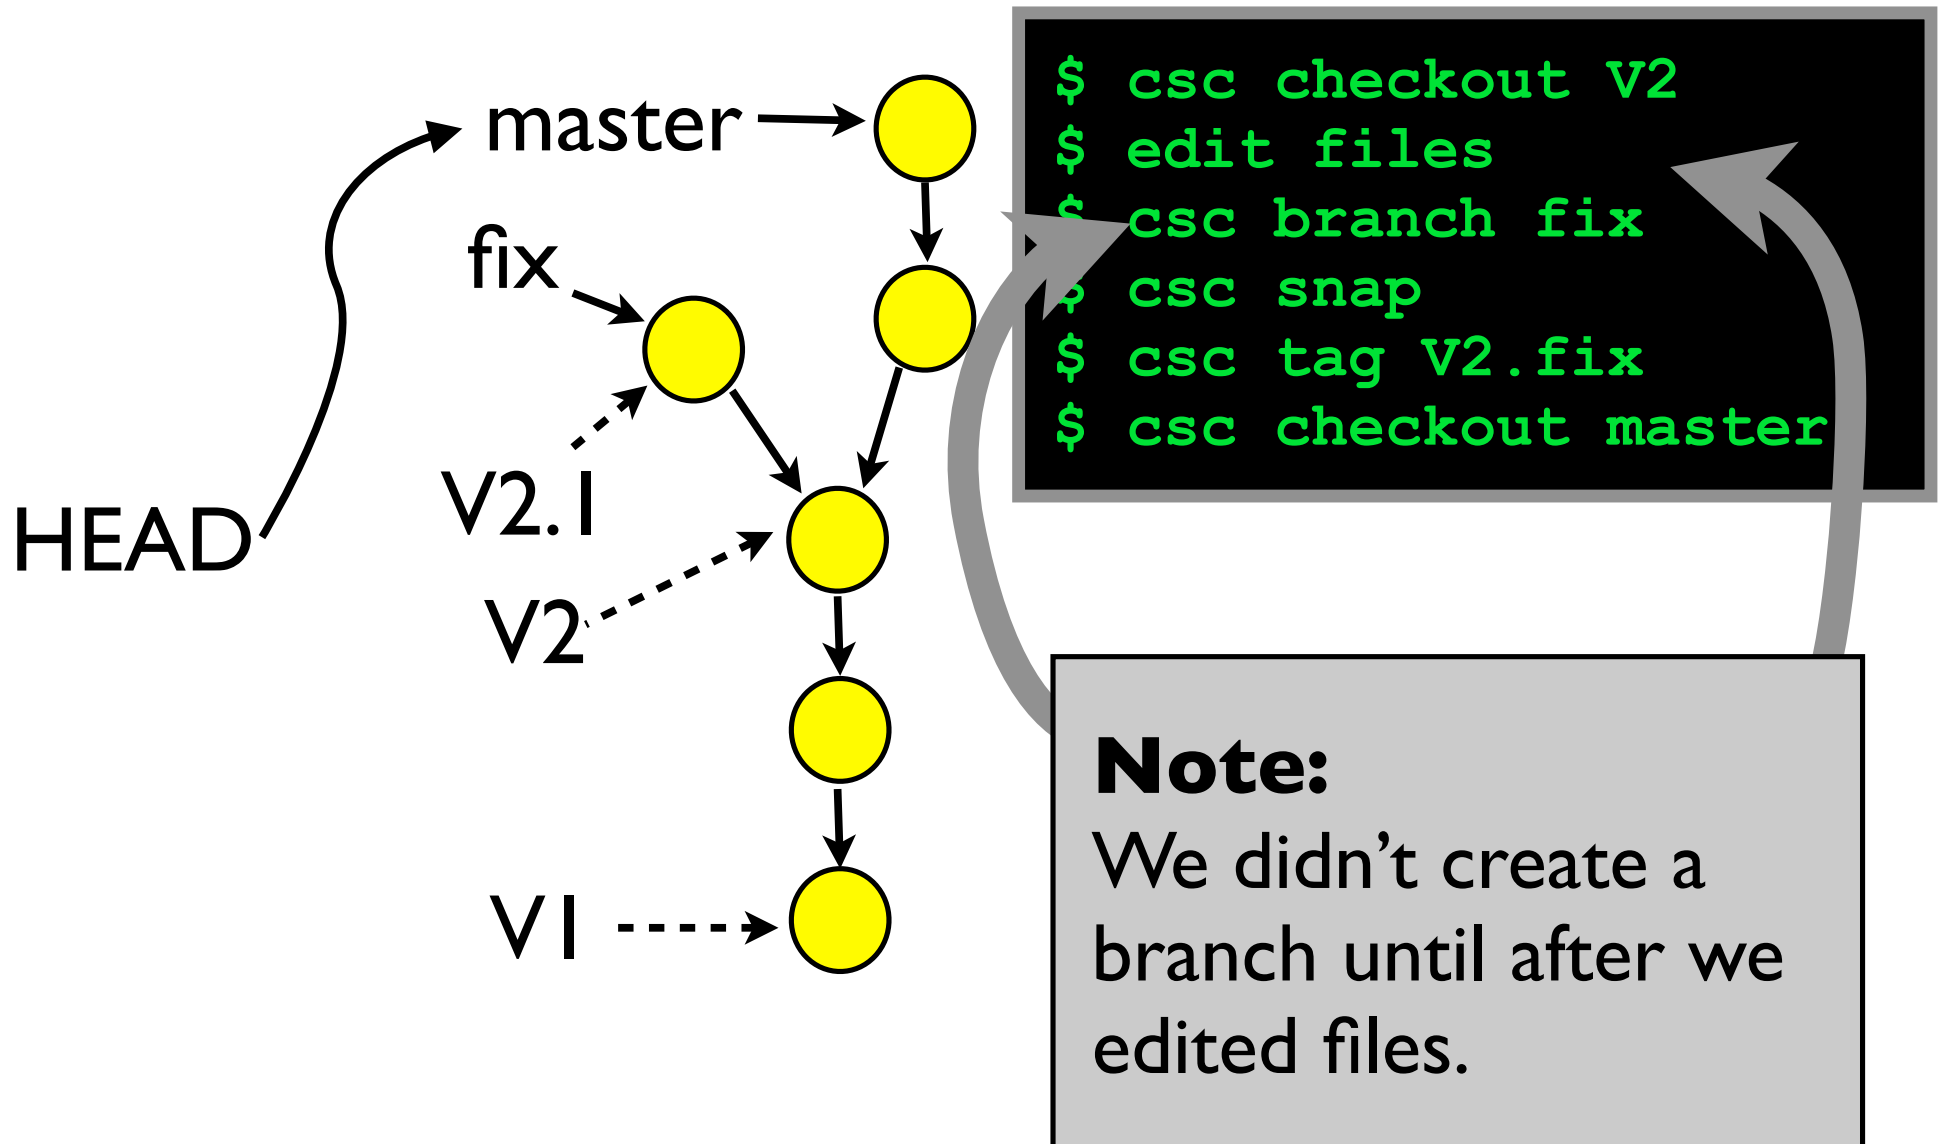 master
fix
V2.1
HEAD
V2
V1
$ csc checkout V2
$ edit files
$ csc branch fix
$ csc snap
$ csc tag V2.fix
$ csc checkout master
Note:
We didn’t create a
branch until after we
edited files.